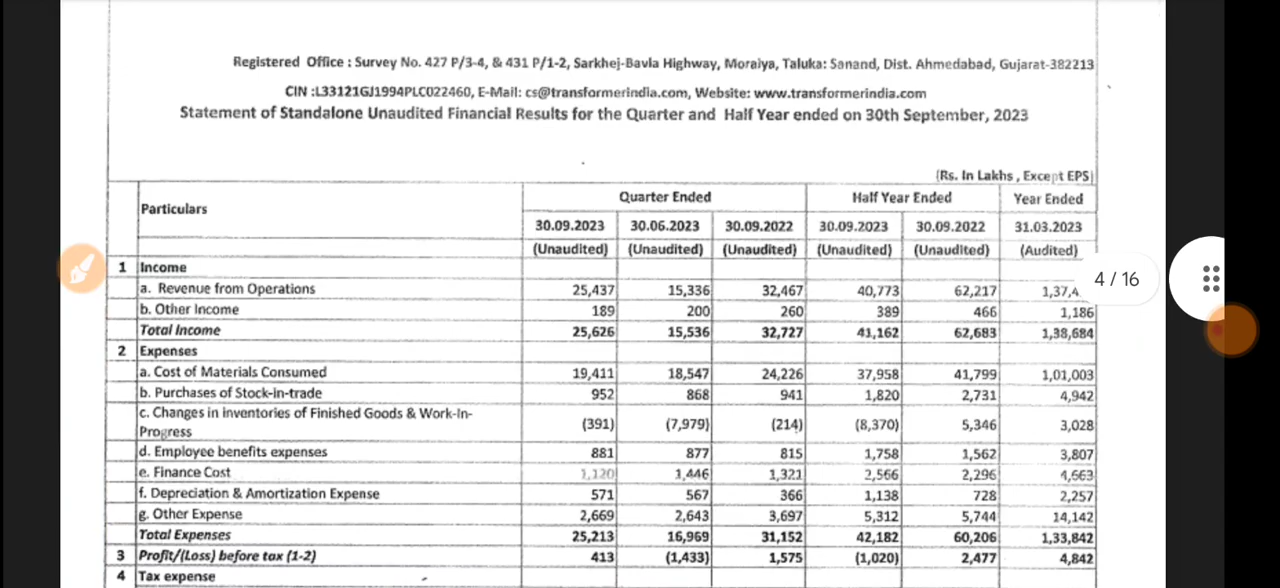 Registered Office : Survey No. 427 P/3-4, & 431 P/1-2, Sarkhej-Bavla Highway, Moraiya, Taluka: Sanand, Dist. Ahmedabad, Gujarat-382213
CIN :L33121GJ1994PLC022460, E-Mail: cs@transformerindia.com, Website: www.transformerindia.com
Statement of Standalone Unaudited Financial Results for the Quarter and Half Year ended on 30th September, 2023
(Rs. In Lakhs , Except EPS)
Particulars Quarter Ended Half Year Ended Year Ended
30.09.2023 30.06.2023 30.09.2022 30.09.2023 30.09.2022 31.03.2023
(Unaudited) (Unaudited) (Unaudited) (Unaudited) (Unaudited) (Audited)
1 Income
4 / 16
a. Revenue from Operations 25,437 15,336 32,467 40,773 62,217
b. Other Income 189 200 260 389 466 1,186
Total Income 25,626 15,536 32,727 41,162 62,683 1,38,684
2 Expenses
a. Cost of Materials Consumed 19,411 18,547 24,226 37,958 41,799 1,01,003
b. Purchases of Stock-in-trade 952 868 941 1,820 2,731 4,942
c. Changes in inventories of Finished Goods & Work-In-
Progress (391) (7,979) (214) (8,370) 5,346 3,028
d. Employee benefits expenses 881 877 815 1,758 1,562 3,807
e. Finance Cost 1,120 1,446 1,321 2,566 2,296 4,663
f. Depreciation & Amortization Expense 571 567 366 1,138 728 2,257
g. Other Expense 2,669 2,643 3,697 5,312 5,744 14,142
Total Expenses 25,213 16,969 31,152 42,182 60,206 1,33,842
3 Profit/(Loss) before tax (1-2) 413 (1,433) 1,575 (1,020) 2,477 4,842
4 Tax expense